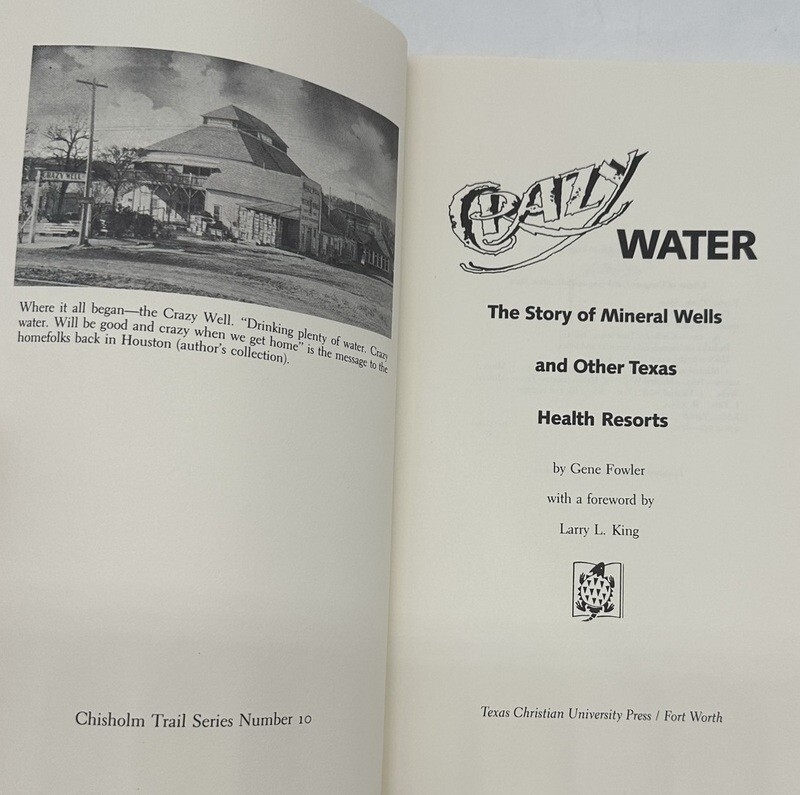 CRAZY WELL
Where it all began—the Crazy Well. "Drinking plenty of water. Crazy
water. Will be good and crazy when we get home" is the message to the
homefolks back in Houston (author's collection).
Chisholm Trail Series Number 10
CRAZY
WATER
The Story of Mineral Wells
and Other Texas
Health Resorts
by Gene Fowler
with a foreword by
Larry L. King
Texas Christian University Press / Fort Worth